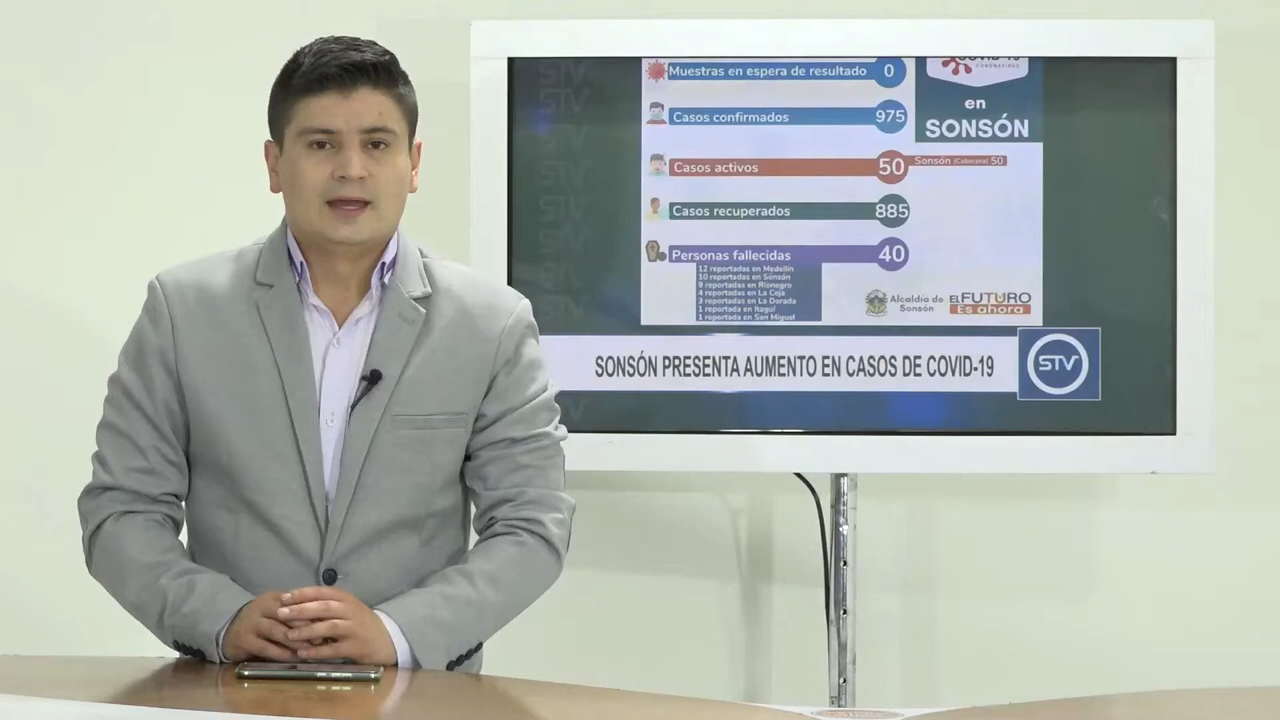 Muestras en espera de resultado 0
CORONAVIRUS
Casos confirmados 975
en
SONSÓN
Casos activos 50
Sonsón (Cabecera) 50
Casos recuperados 885
Personas fallecidas 40
12 reportadas en Medellín
10 reportadas en Sonsón
9 reportadas en Rionegro
4 reportadas en La Ceja
3 reportadas en La Dorada
1 reportada en Itagüí
1 reportada en San Miguel
Alcaldía de
Sonsón
EL FUTURO
Es ahora
SONSÓN PRESENTA AUMENTO EN CASOS DE COVID-19
STV